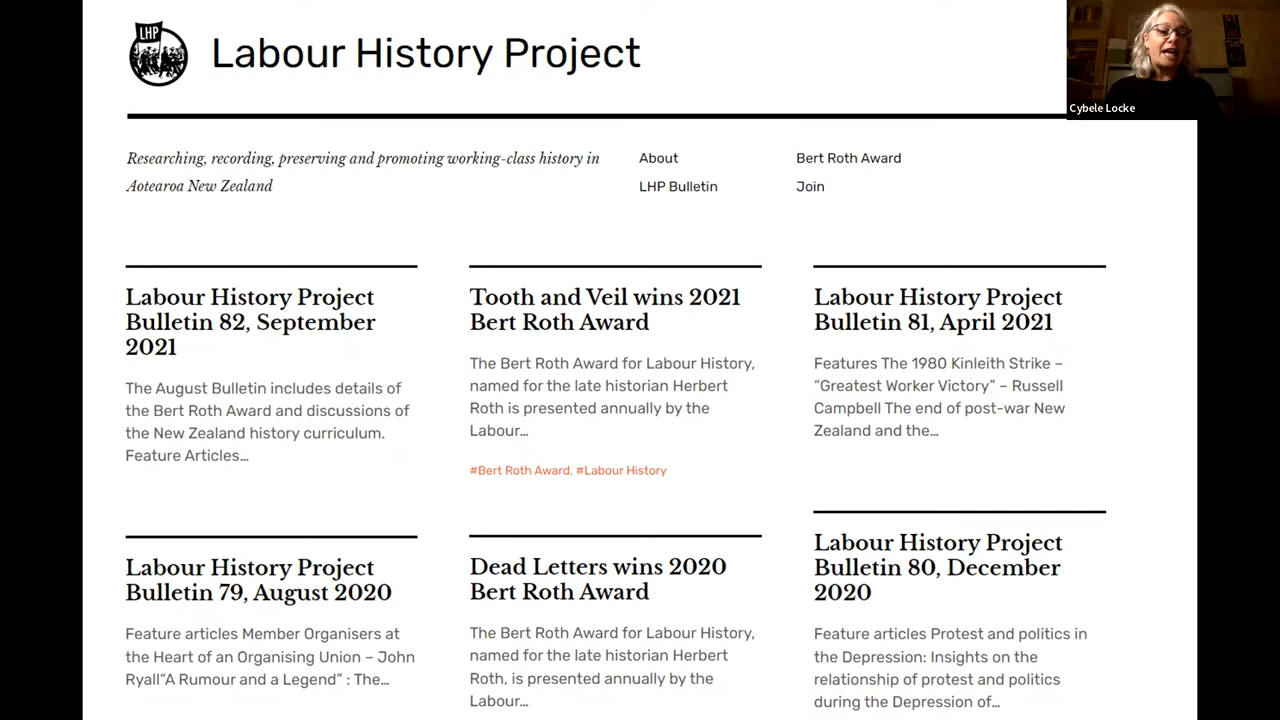 LHP
Labour History Project
Cybele Locke
Researching, recording, preserving and promoting working-class history in
Aotearoa New Zealand
About
LHP Bulletin
Bert Roth Award
Join
Labour History Project
Bulletin 82, September
2021
The August Bulletin includes details of
the Bert Roth Award and discussions of
the New Zealand history curriculum.
Feature Articles…
Tooth and Veil wins 2021
Bert Roth Award
The Bert Roth Award for Labour History,
named for the late historian Herbert
Roth is presented annually by the
Labour…
#Bert Roth Award, #Labour History
Labour History Project
Bulletin 81, April 2021
Features The 1980 Kinleith Strike –
“Greatest Worker Victory” – Russell
Campbell The end of post-war New
Zealand and the…
Labour History Project
Bulletin 79, August 2020
Feature articles Member Organisers at
the Heart of an Organising Union – John
Ryall“A Rumour and a Legend” : The…
Dead Letters wins 2020
Bert Roth Award
The Bert Roth Award for Labour History,
named for the late historian Herbert
Roth, is presented annually by the
Labour…
Labour History Project
Bulletin 80, December
2020
Feature articles Protest and politics in
the Depression: Insights on the
relationship of protest and politics
during the Depression of…